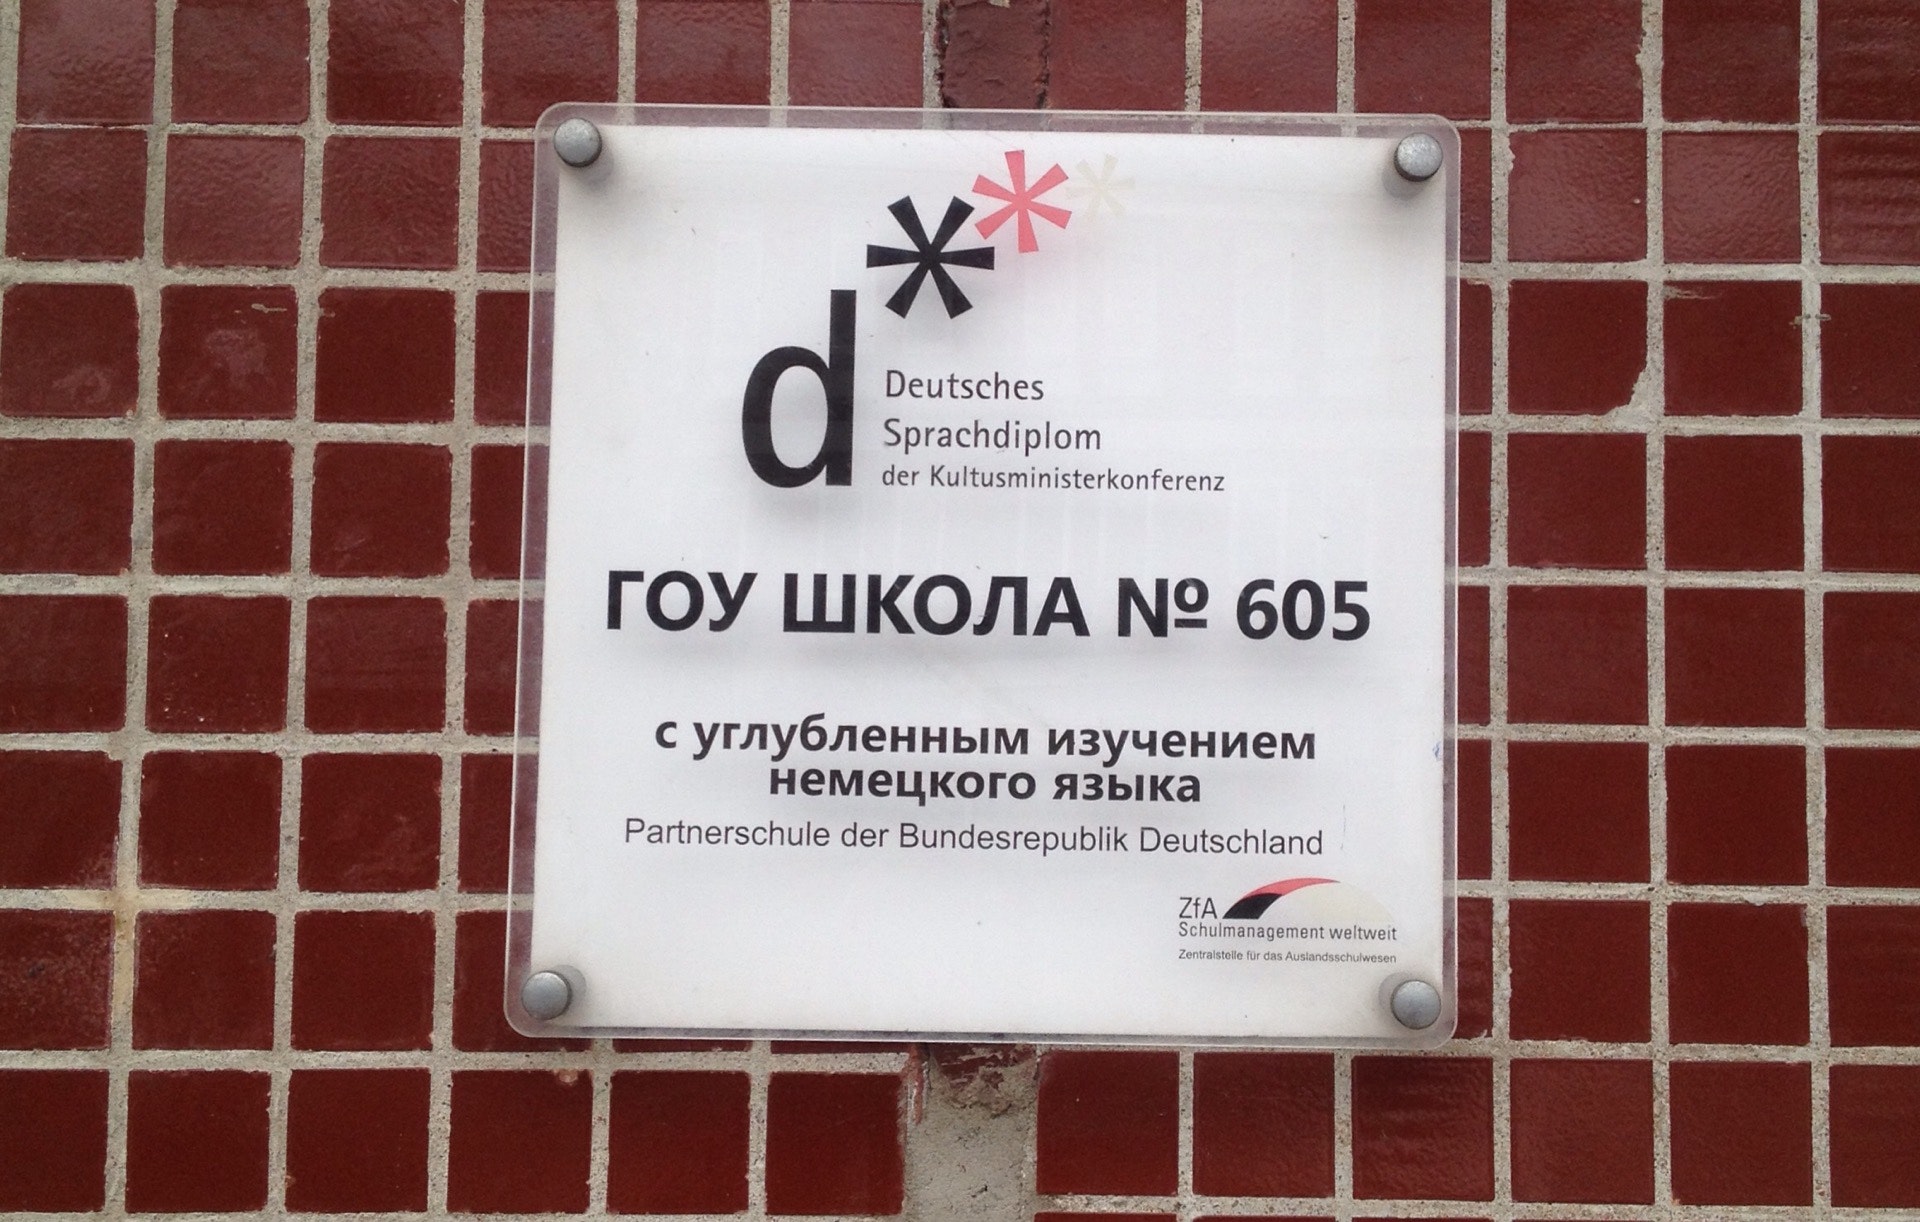 d
Deutsches
Sprachdiplom
der Kultusministerkonferenz
ГОУ ШКОЛА № 605
с углубленным изучением
немецкого языка
Partnerschule der Bundesrepublik Deutschland
ZfA
Schulmanagement weltweit
Zentralstelle für das Auslandsschulwesen